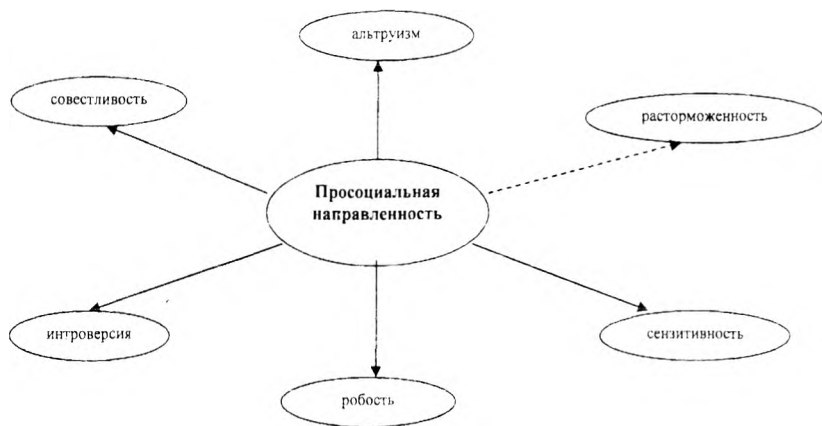 альтруизм
совестливость
расторможенность
Просоциальная
направленность
интроверсия
сензитивность
робость